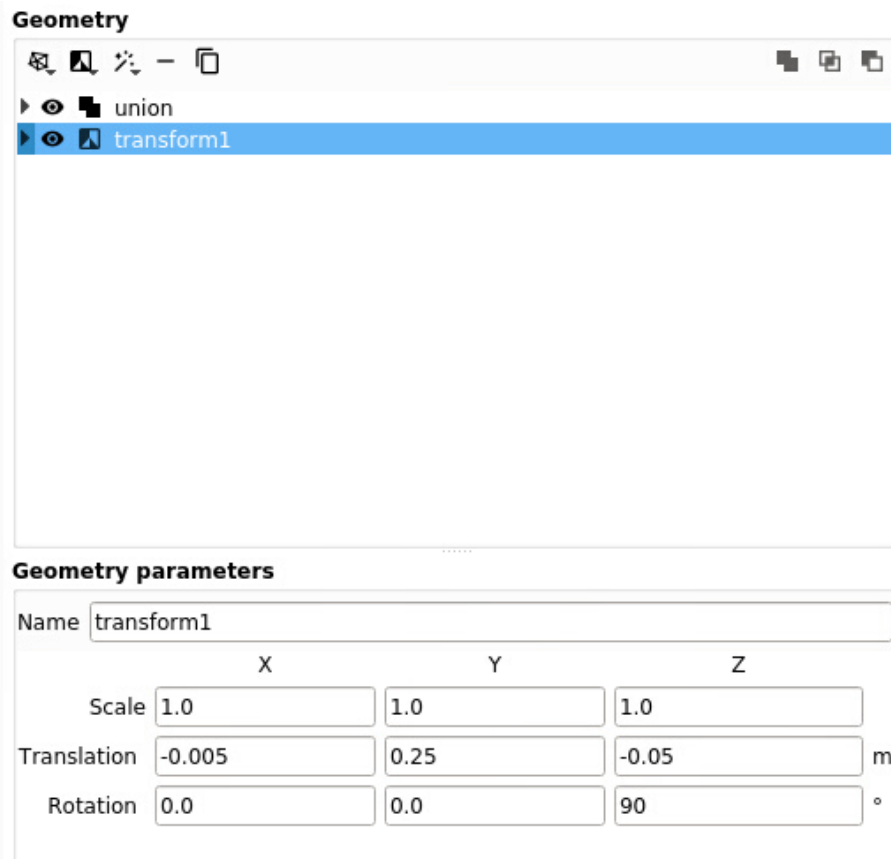 Geometry
union
transform1
Geometry parameters
Name transform1
X Y Z
Scale 1.0 1.0 1.0
Translation -0.005 0.25 -0.05 m
Rotation 0.0 0.0 90 °